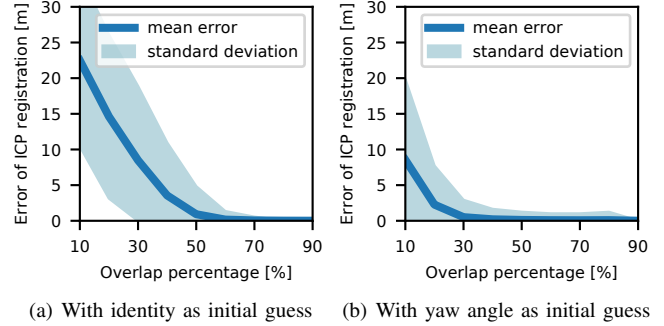 Error of ICP registration [m]
30
25
20
15
10
5
0
mean error
standard deviation
10 30 50 70 90
Overlap percentage [%]
(a) With identity as initial guess
Error of ICP registration [m]
30
25
20
15
10
5
0
mean error
standard deviation
10 30 50 70 90
Overlap percentage [%]
(b) With yaw angle as initial guess